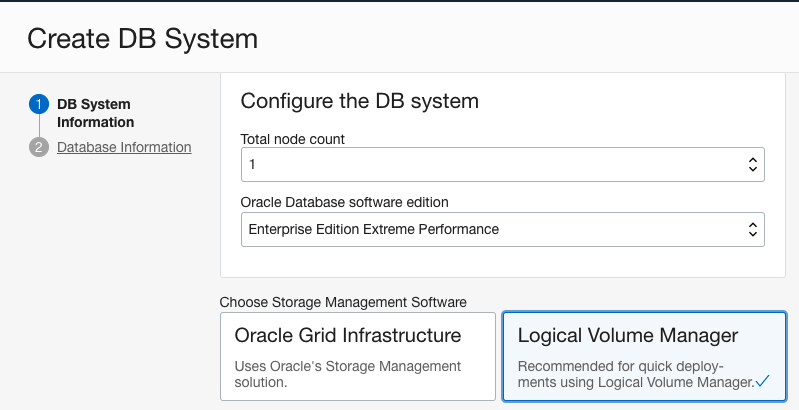 Create DB System
1 DB System
Information
2 Database Information
Configure the DB system
Total node count
1
Oracle Database software edition
Enterprise Edition Extreme Performance
Choose Storage Management Software
Oracle Grid Infrastructure
Uses Oracle's Storage Management
solution.
Logical Volume Manager
Recommended for quick deploy-
ments using Logical Volume Manager.